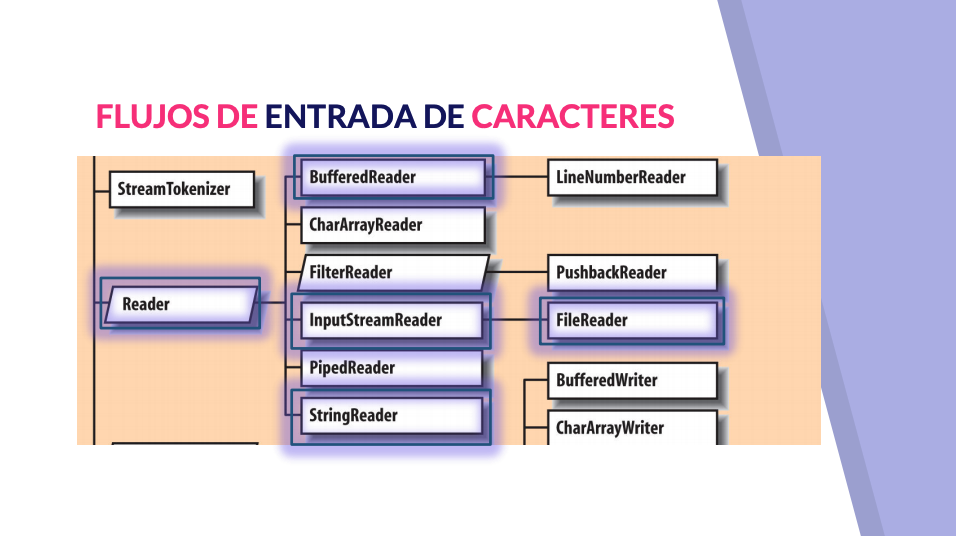 FLUJOS DE ENTRADA DE CARACTERES
StreamTokenizer
Reader
BufferedReader
CharArrayReader
FilterReader
InputStreamReader
PipedReader
StringReader
LineNumberReader
PushbackReader
FileReader
BufferedWriter
CharArrayWriter